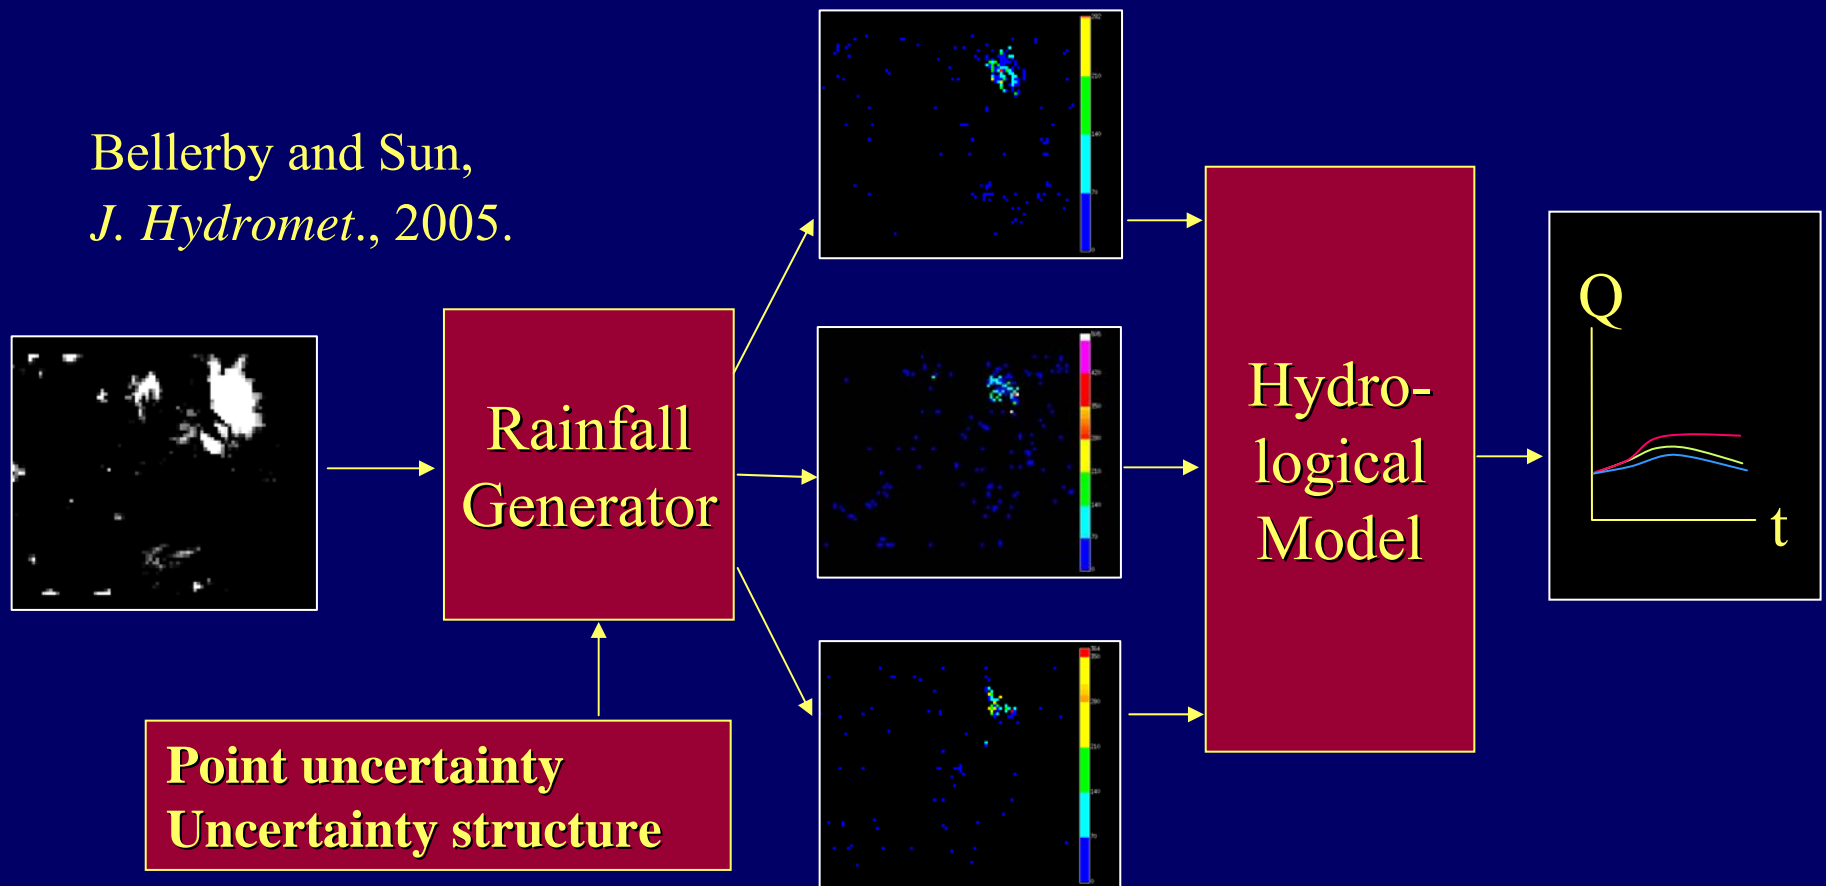 Bellerby and Sun,
J. Hydromet., 2005.
Rainfall
Generator
Point uncertainty
Uncertainty structure
Hydro-
logical
Model
Q
t